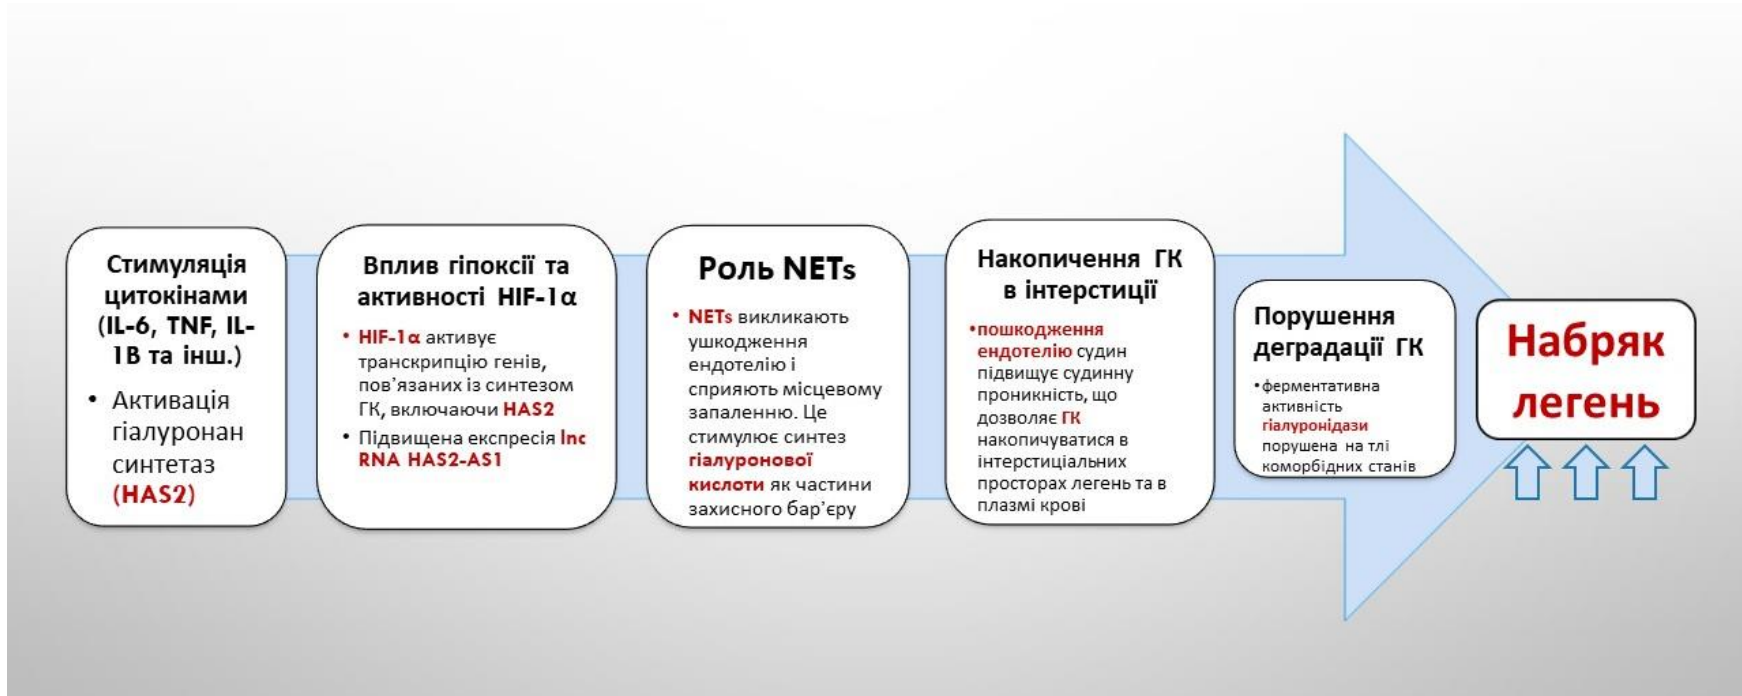 Стимуляція
цитокінами
(IL-6, TNF, IL-
1B та інш.)
• Активація
гіалуронан
синтетаз
(HAS2)
Вплив гіпоксії та
активності HIF-1α
• HIF-1α активує
транскрипцію генів,
пов’язаних із синтезом
ГК, включаючи HAS2
• Підвищена експресія lnc
RNA HAS2-AS1
Роль NETs
• NETs викликають
ушкодження
ендотелію і
сприяють місцевому
запаленню. Це
стимулює синтез
гіалуронової
кислоти як частини
захисного бар’єру
Накопичення ГК
в інтерстиції
•пошкодження
ендотелію судин
підвищує судинну
проникність, що
дозволяє ГК
накопичуватися в
інтерстиціальних
просторах легень та в
плазмі крові
Порушення
деградації ГК
•ферментативна
активність
гіалуронідази
порушена на тлі
коморбідних станів
Набряк
легень